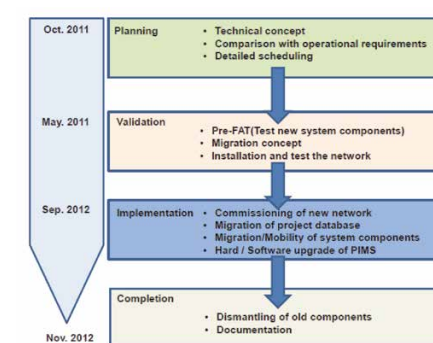 Oct. 2011
Planning
• Technical concept
• Comparison with operational requirements
• Detailed scheduling
May. 2011
Validation
• Pre-FAT(Test new system components)
• Migration concept
• Installation and test the network
Sep. 2012
Implementation
• Commissioning of new network
• Migration of project database
• Migration/Mobility of system components
• Hard / Software upgrade of PIMS
Completion
• Dismantling of old components
• Documentation
Nov. 2012